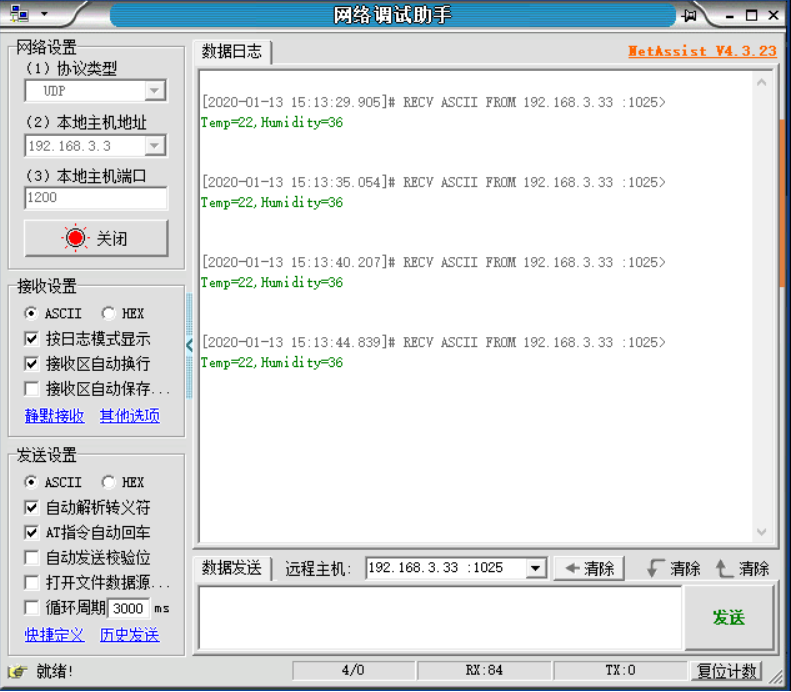 网络调试助手
网络设置
(1) 协议类型
UDP
(2) 本地主机地址
192.168.3.3
(3) 本地主机端口
1200
关闭
接收设置
ASCII HEX
按日志模式显示
接收区自动换行
接收区自动保存...
静默接收 其他选项
发送设置
ASCII HEX
自动解析转义符
AT指令自动回车
自动发送校验位
打开文件数据源...
循环周期 3000 ms
快捷定义 历史发送
数据日志 NetAssist V4.3.23
[2020-01-13 15:13:29.905]# RECV ASCII FROM 192.168.3.33 :1025>
Temp=22,Humidity=36
[2020-01-13 15:13:35.054]# RECV ASCII FROM 192.168.3.33 :1025>
Temp=22,Humidity=36
[2020-01-13 15:13:40.207]# RECV ASCII FROM 192.168.3.33 :1025>
Temp=22,Humidity=36
[2020-01-13 15:13:44.839]# RECV ASCII FROM 192.168.3.33 :1025>
Temp=22,Humidity=36
数据发送 远程主机: 192.168.3.33 :1025 清除 清除 清除
发送
就绪! 4/0 RX:84 TX:0 复位计数